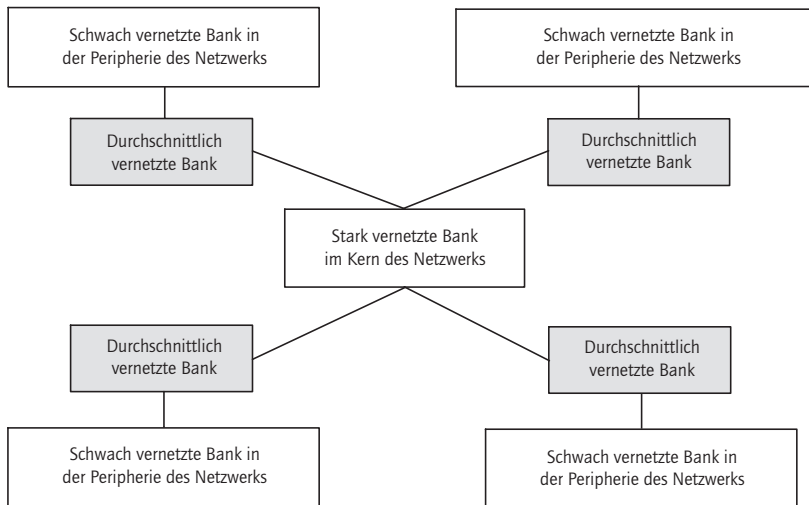 Schwach vernetzte Bank in
der Peripherie des Netzwerks
Schwach vernetzte Bank in
der Peripherie des Netzwerks
Durchschnittlich
vernetzte Bank
Durchschnittlich
vernetzte Bank
Stark vernetzte Bank
im Kern des Netzwerks
Durchschnittlich
vernetzte Bank
Durchschnittlich
vernetzte Bank
Schwach vernetzte Bank in
der Peripherie des Netzwerks
Schwach vernetzte Bank in
der Peripherie des Netzwerks